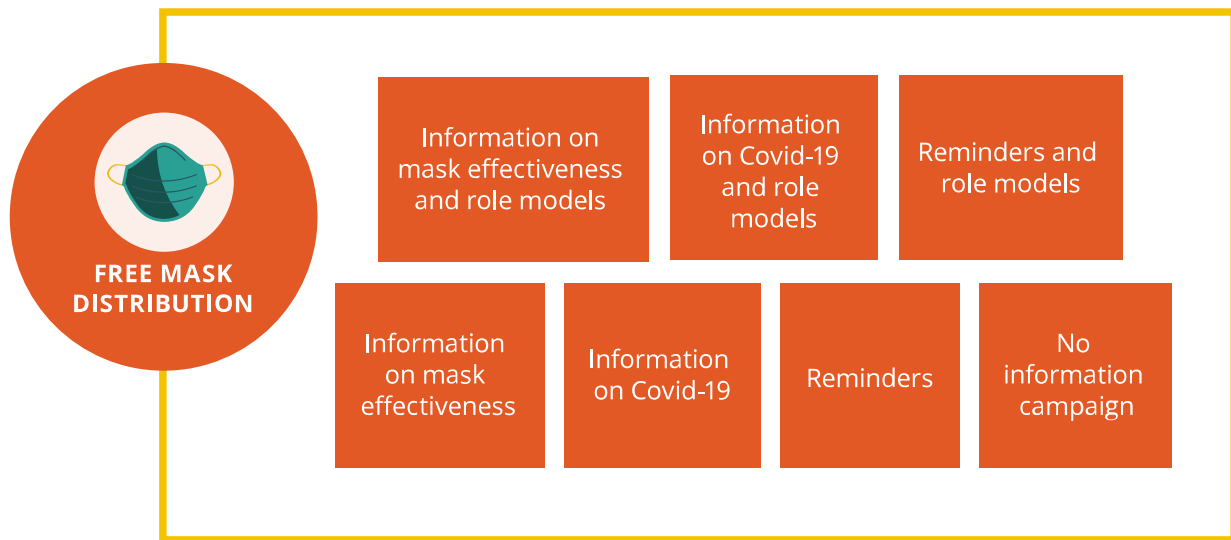 FREE MASK
DISTRIBUTION
Information on
mask effectiveness
and role models
Information
on Covid-19
and role
models
Reminders and
role models
Information
on mask
effectiveness
Information
on Covid-19
Reminders
No
information
campaign